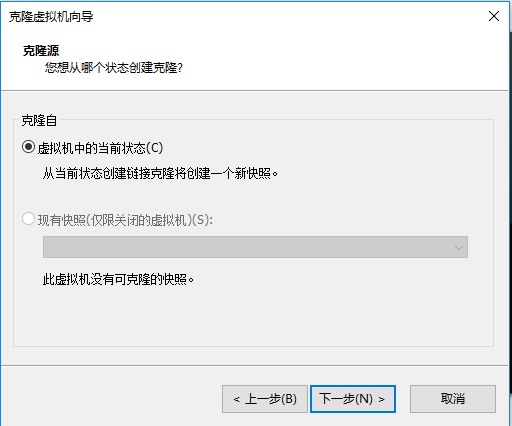 克隆虚拟机向导
克隆源
您想从哪个状态创建克隆?
克隆自
虚拟机中的当前状态(C)
从当前状态创建链接克隆将创建一个新快照。
现有快照(仅限关闭的虚拟机)(S):
此虚拟机没有可克隆的快照。
< 上一步(B)
下一步(N) >
取消